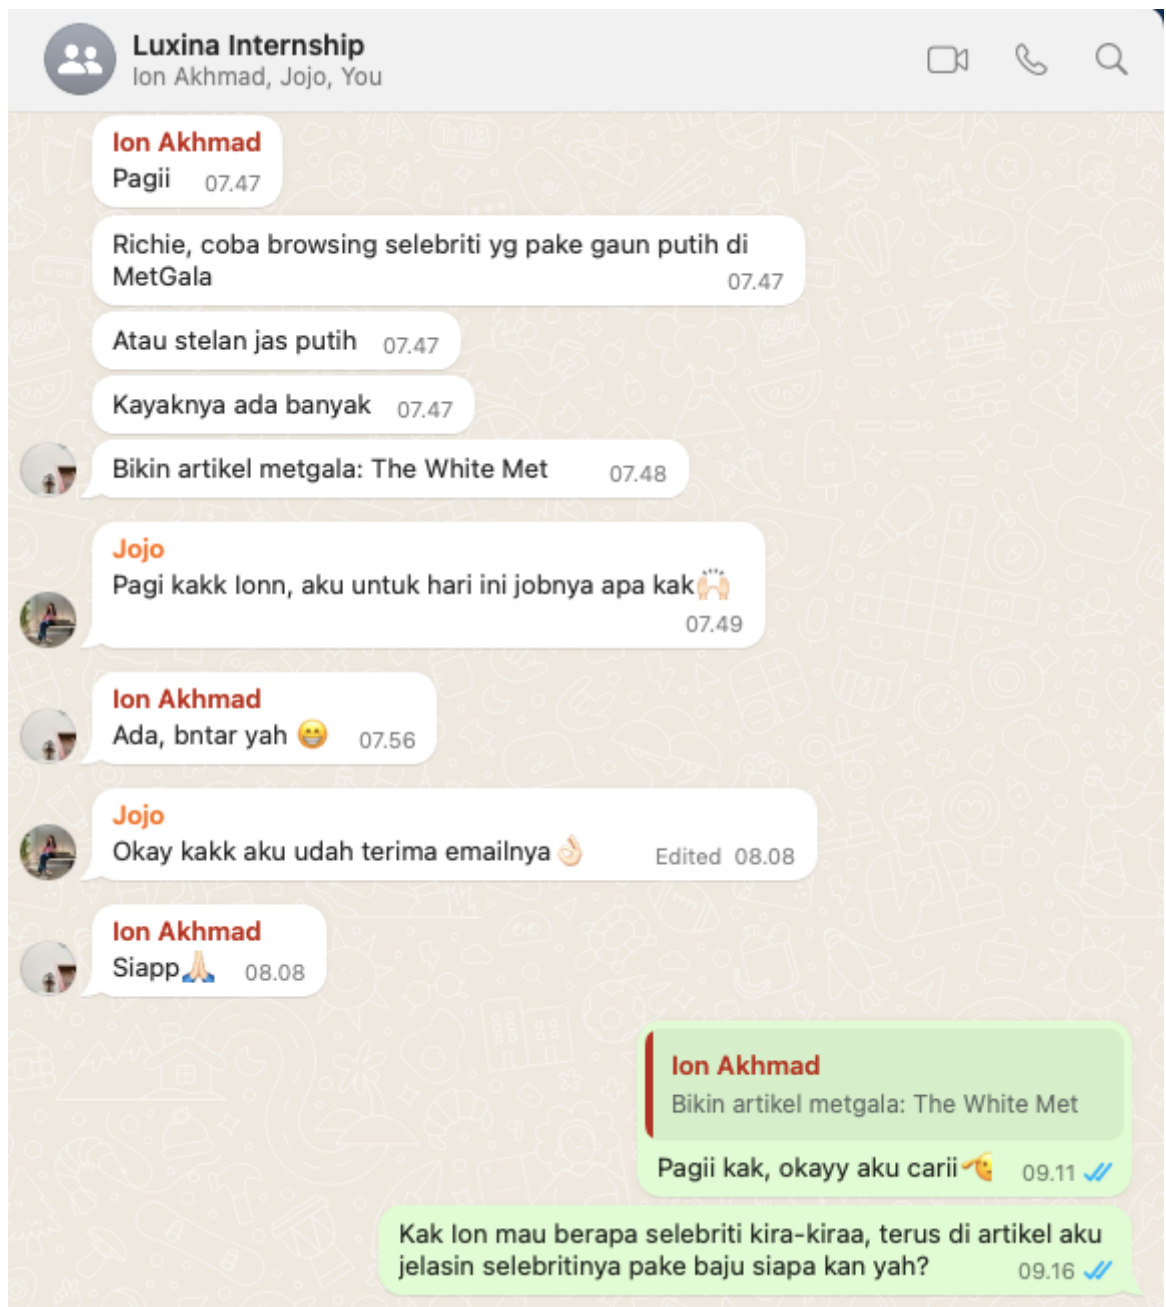 Luxina Internship
Ion Akhmad, Jojo, You
Ion Akhmad
Pagii 07.47
Richie, coba browsing selebriti yg pake gaun putih di
MetGala 07.47
Atau stelan jas putih 07.47
Kayaknya ada banyak 07.47
Bikin artikel metgala: The White Met 07.48
Jojo
Pagi kakk Ionn, aku untuk hari ini jobnya apa kak🙌🏻
07.49
Ion Akhmad
Ada, bntar yah 😁 07.56
Jojo
Okay kakk aku udah terima emailnya👌🏻 Edited 08.08
Ion Akhmad
Siapp🙏🏻 08.08
Ion Akhmad
Bikin artikel metgala: The White Met
Pagii kak, okayy aku carii🫡 09.11
Kak Ion mau berapa selebriti kira-kiraa, terus di artikel aku
jelasin selebritinya pake baju siapa kan yah? 09.16